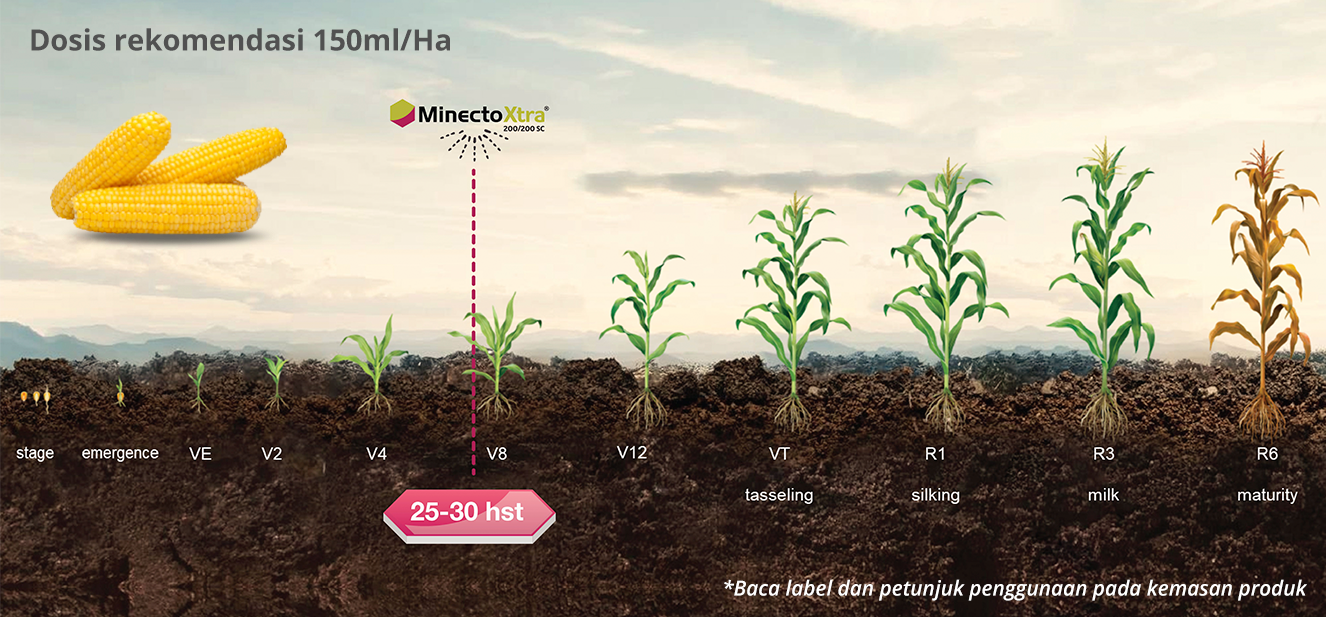 Dosis rekomendasi 150ml/Ha
MinectoXtra®
200/200 SC
stage
emergence
VE
V2
V4
V8
V12
VT
R1
R3
R6
tasseling
silking
milk
maturity
25-30 hst
*Baca label dan petunjuk penggunaan pada kemasan produk